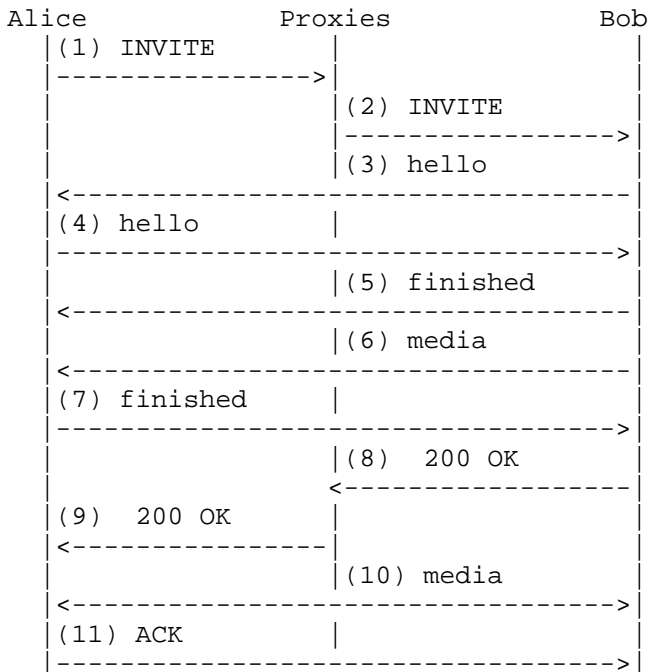 Alice Proxies Bob
(1) INVITE
(2) INVITE
(3) hello
(4) hello
(5) finished
(6) media
(7) finished
(8) 200 OK
(9) 200 OK
(10) media
(11) ACK